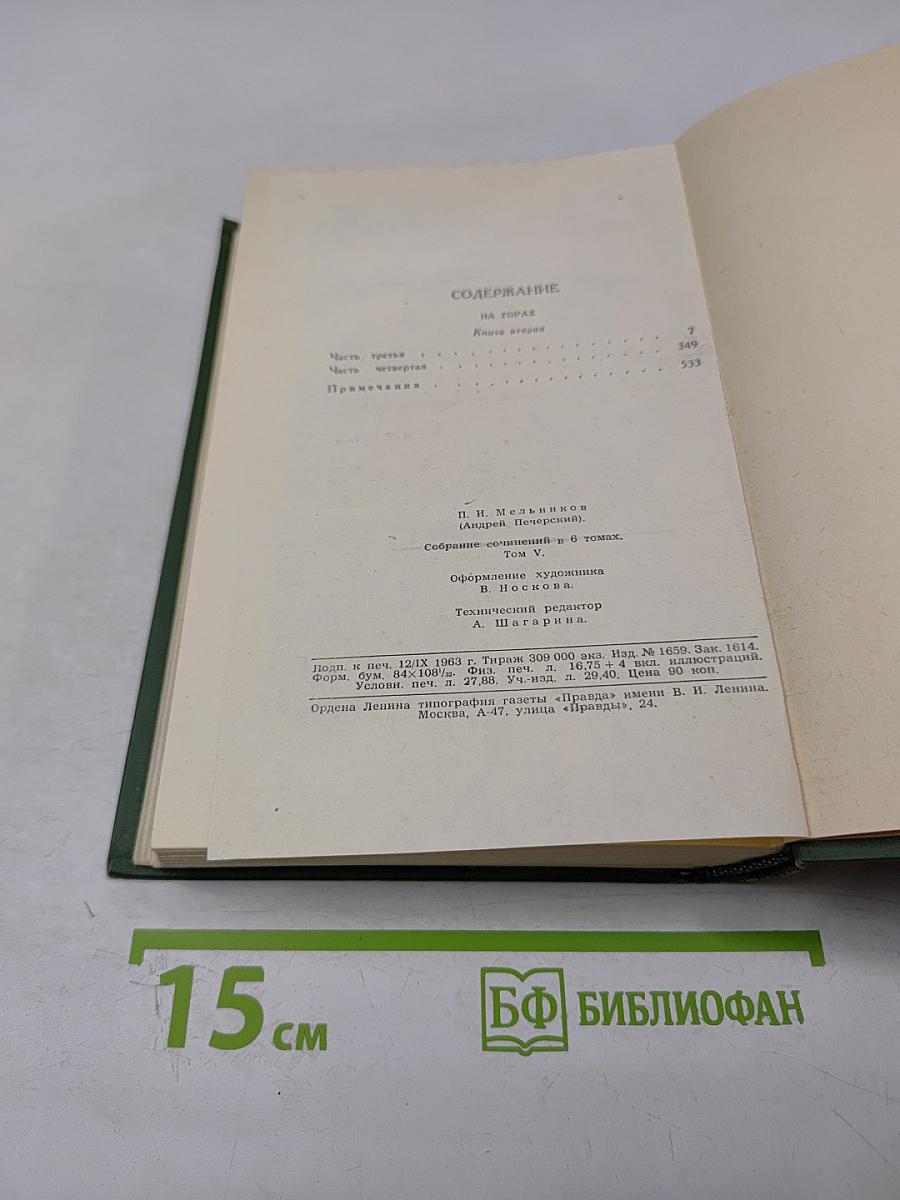 СОДЕРЖАНИЕ
НА ГОРАХ
Книга вторая
Часть третья . . . . . . . . . . . . . . . 7
Часть четвертая . . . . . . . . . . . . . . 349
Примечания . . . . . . . . . . . . . . 533
П. И. Мельников
(Андрей Печерский).
Собрание сочинений в 6 томах.
Том V.
Оформление художника
В. Носкова.
Технический редактор
А. Шагарина.
Подп. к печ. 12/IX 1963 г. Тираж 309 000 экз. Изд. № 1659. Зак. 1614.
Форм. бум. 84×108¹/₃₂. Физ. печ. л. 16,75 + 4 вкл. иллюстраций.
Условн. печ. л. 27,88. Уч.-изд. л. 29,40. Цена 90 коп.
Ордена Ленина типография газеты «Правда» имени В. И. Ленина.
Москва, А-47, улица «Правды», 24.
15 см
БФ БИБЛИОФАН